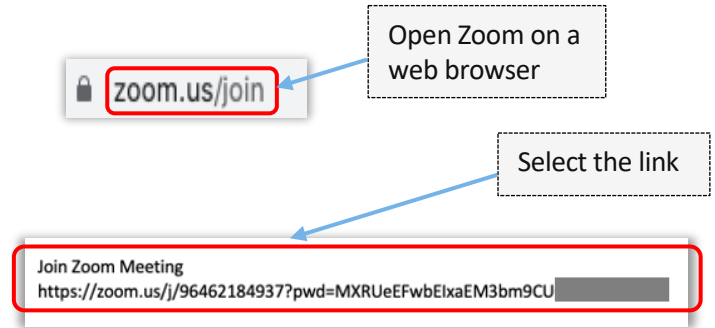 Open Zoom on a
web browser
zoom.us/join
Select the link
Join Zoom Meeting
https://zoom.us/j/96462184937?pwd=MXRUeEFwbElxaEM3bm9CU